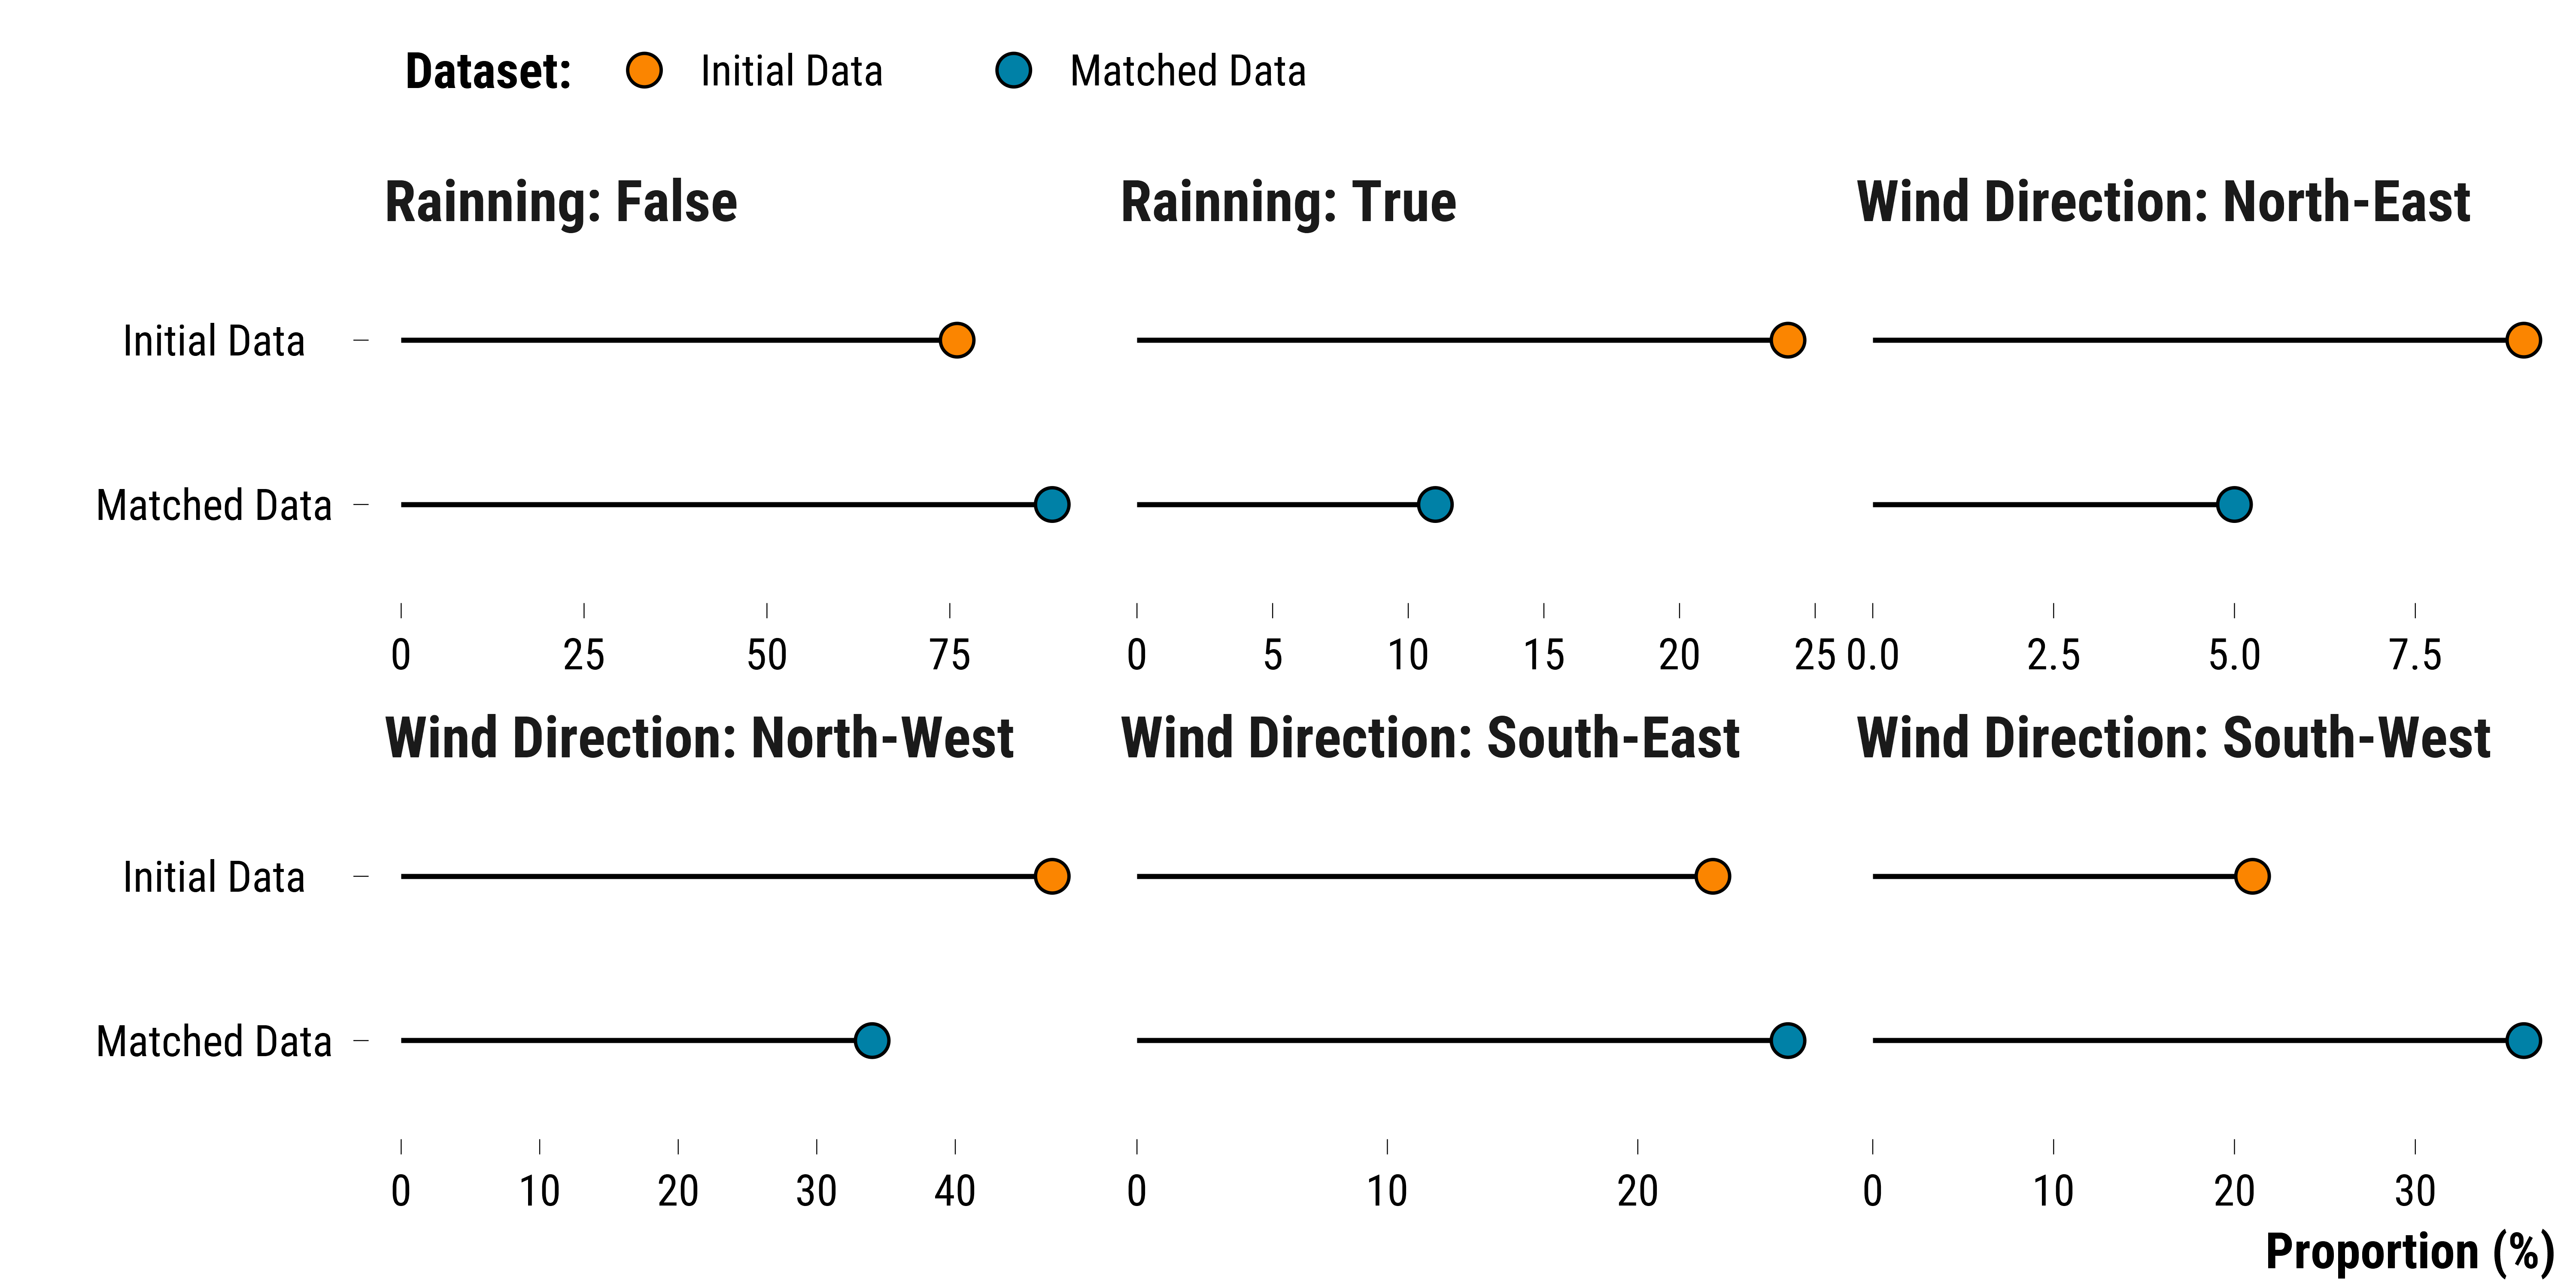 Dataset: Initial Data Matched Data
Rainning: False Rainning: True Wind Direction: North-East
Initial Data
Matched Data
0 25 50 75 0 5 10 15 20 25 0.0 2.5 5.0 7.5
Wind Direction: North-West Wind Direction: South-East Wind Direction: South-West
Initial Data
Matched Data
0 10 20 30 40 0 10 20 0 10 20 30
Proportion (%)